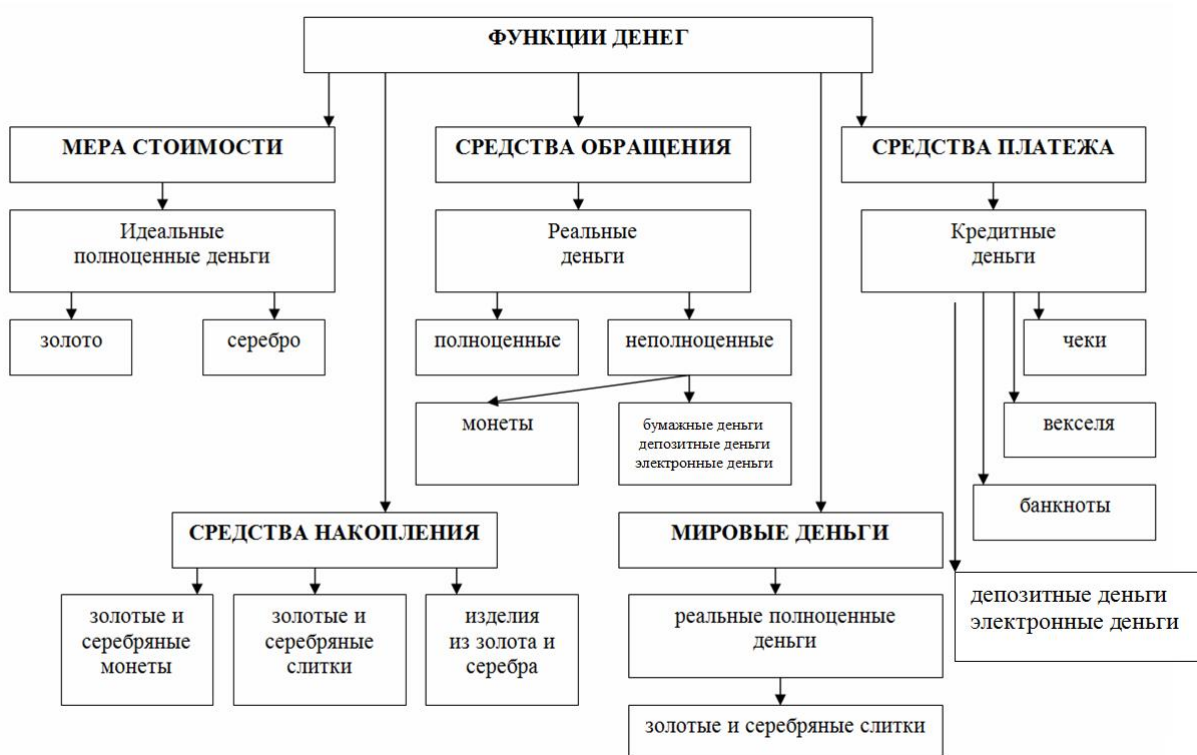 ФУНКЦИИ ДЕНЕГ
МЕРА СТОИМОСТИ
СРЕДСТВА ОБРАЩЕНИЯ
СРЕДСТВА ПЛАТЕЖА
Идеальные
полноценные деньги
Реальные
деньги
Кредитные
деньги
золото
серебро
полноценные
неполноценные
чеки
монеты
бумажные деньги
депозитные деньги
электронные деньги
векселя
банкноты
СРЕДСТВА НАКОПЛЕНИЯ
МИРОВЫЕ ДЕНЬГИ
депозитные деньги
электронные деньги
золотые и
серебряные
монеты
золотые и
серебряные
слитки
изделия
из золота и
серебра
реальные полноценные
деньги
золотые и серебряные слитки